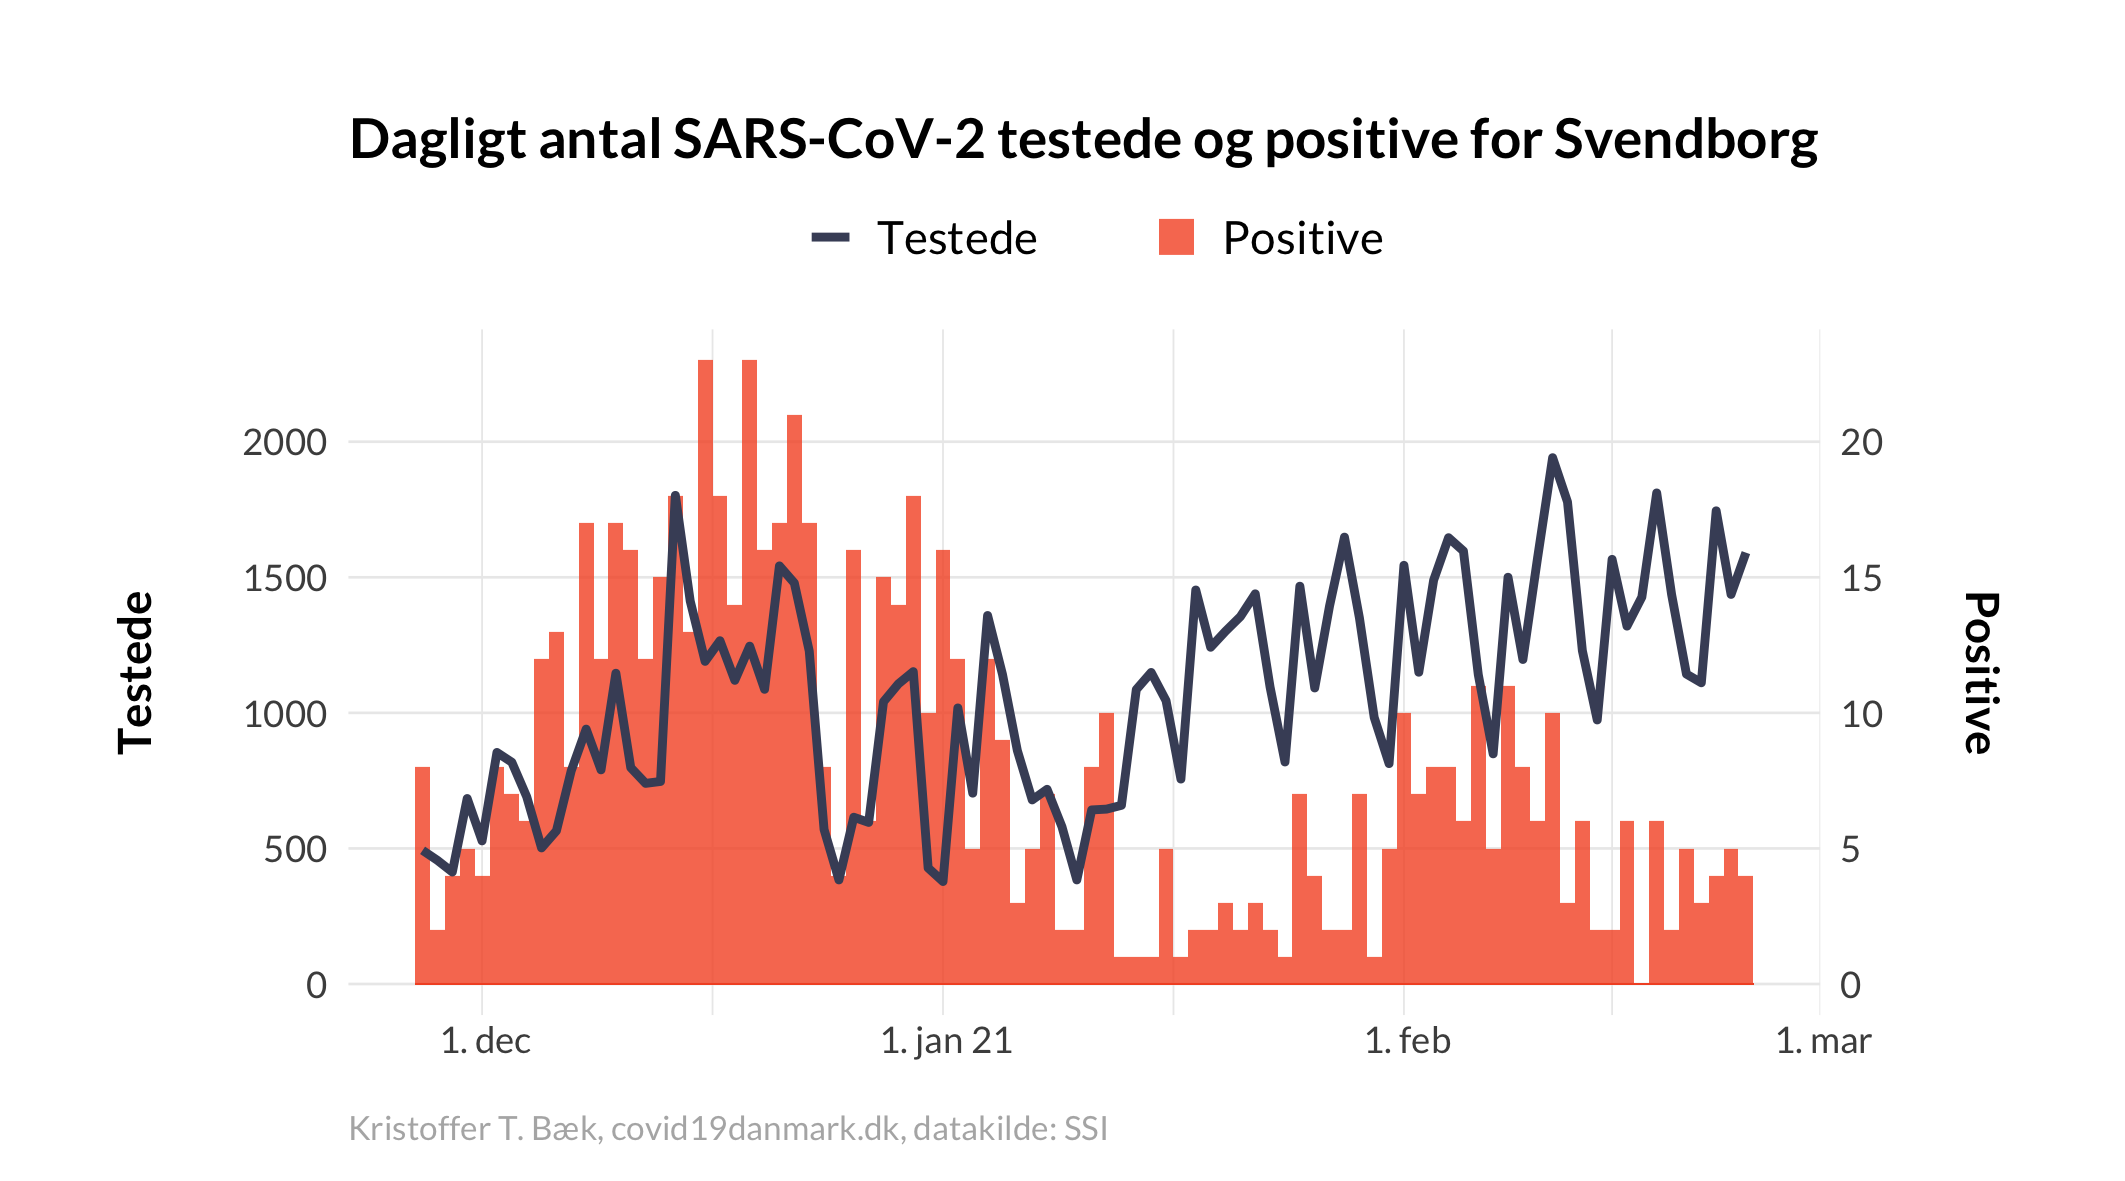 Dagligt antal SARS-CoV-2 testede og positive for Svendborg
Testede
Positive
Testede
2000
1500
1000
500
0
20
15
10
5
0
Positive
1. dec
1. jan 21
1. feb
1. mar
Kristoffer T. Bæk, covid19danmark.dk, datakilde: SSI